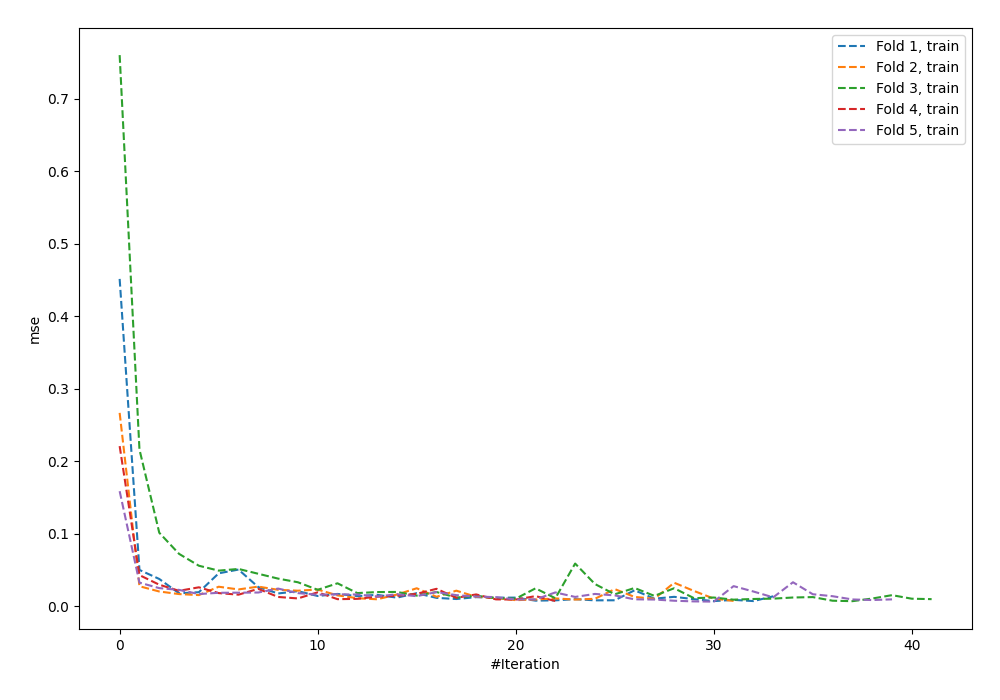 Fold 1, train
Fold 2, train
Fold 3, train
Fold 4, train
Fold 5, train
0.7
0.6
0.5
0.4
0.3
0.2
0.1
0.0
mse
0 10 20 30 40
#Iteration